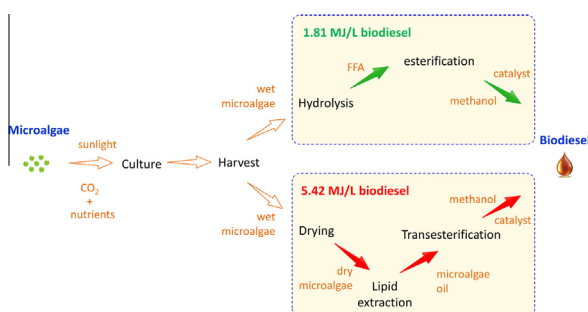 1.81 MJ/L biodiesel
FFA
esterification
catalyst
wet
microalgae
Hydrolysis
methanol
Microalgae
sunlight
Culture
Harvest
Biodiesel
CO₂
+
nutrients
wet
microalgae
5.42 MJ/L biodiesel
methanol
catalyst
Drying
Transesterification
dry
microalgae
Lipid
extraction
microalgae
oil